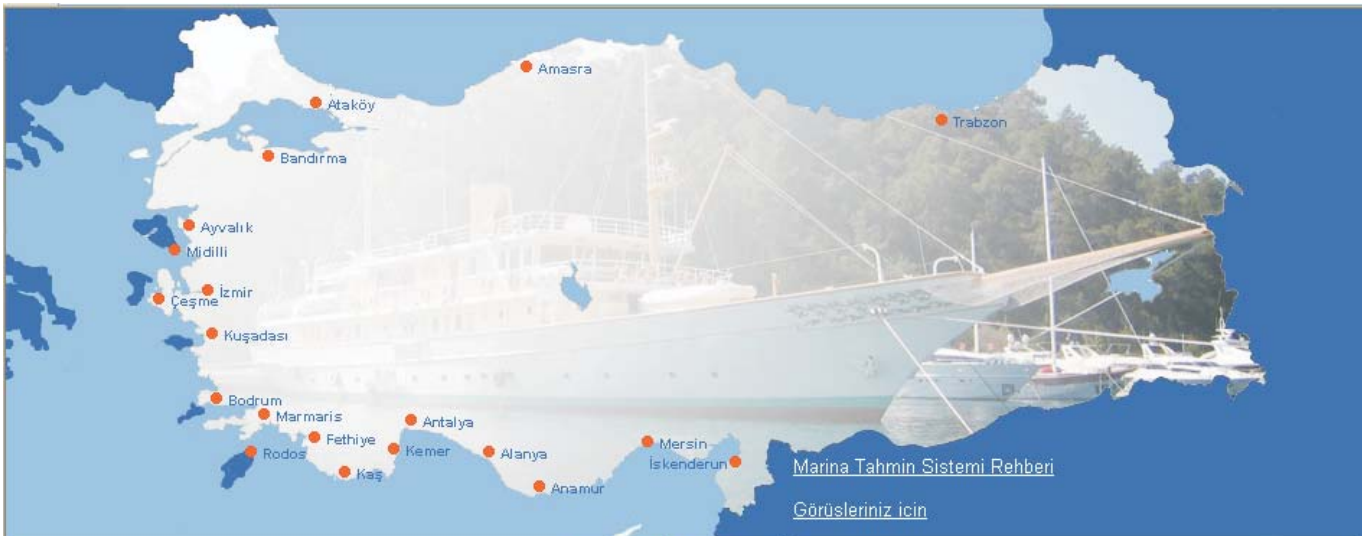 Amasra
Ataköy
Trabzon
Bandırma
Ayvalık
Midilli
İzmir
Çeşme
Kuşadası
Bodrum
Marmaris
Antalya
Fethiye
Mersin
Rodos
Kemer
Alanya
İskenderun
Kaş
Anamur
Marina Tahmin Sistemi Rehberi
Görüsleriniz icin